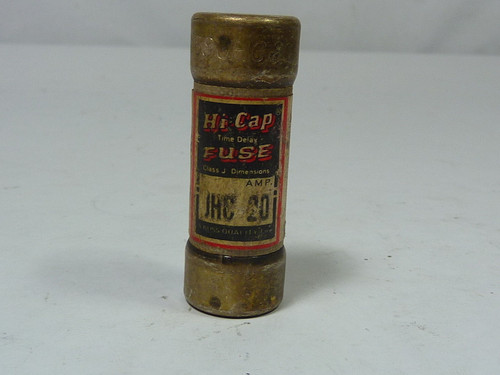 Hi-Cap
Time Delay
FUSE
Class J Dimensions
AMP.
JHC 20